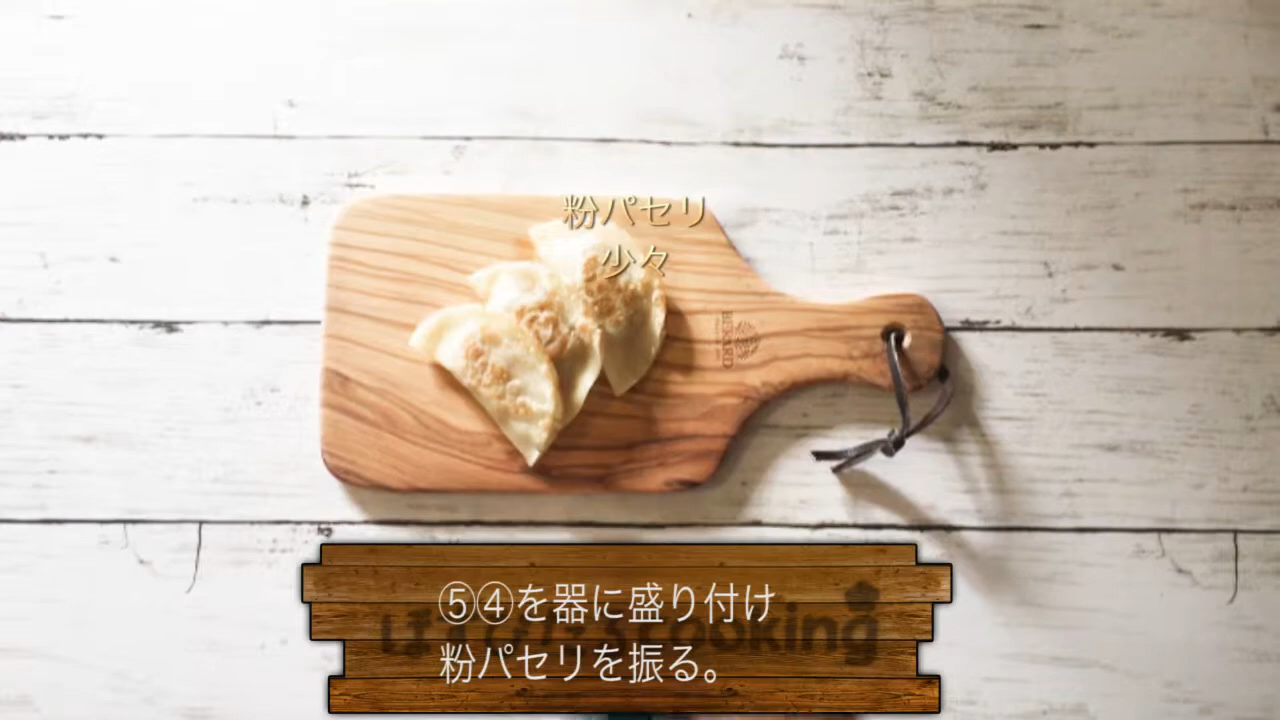 粉パセリ
少々
⑤④を器に盛り付け
粉パセリを振る。